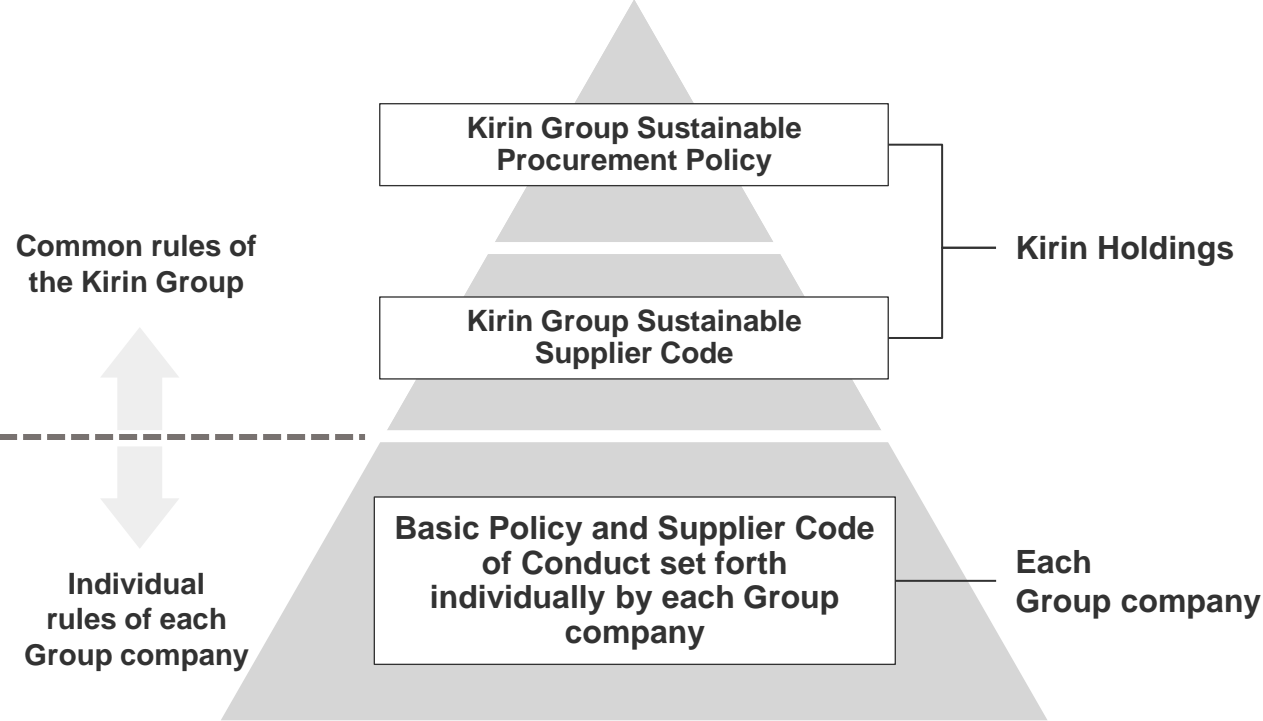 Kirin Group Sustainable
Procurement Policy
Common rules of
the Kirin Group
Kirin Holdings
Kirin Group Sustainable
Supplier Code
Basic Policy and Supplier Code
of Conduct set forth
individually by each Group
company
Each
Group company
Individual
rules of each
Group company